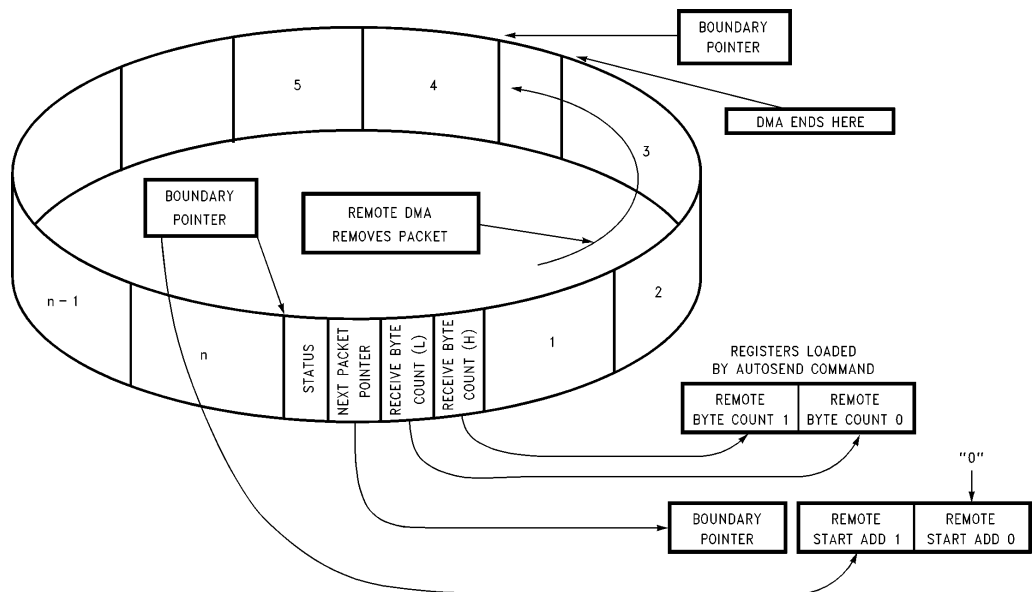 BOUNDARY
POINTER
DMA ENDS HERE
5
4
3
BOUNDARY
POINTER
REMOTE DMA
REMOVES PACKET
n - 1
n
STATUS
NEXT PACKET
POINTER
RECEIVE BYTE
COUNT (L)
RECEIVE BYTE
COUNT (H)
1
2
REGISTERS LOADED
BY AUTOSEND COMMAND
REMOTE
BYTE COUNT 1
REMOTE
BYTE COUNT 0
"0"
BOUNDARY
POINTER
REMOTE
START ADD 1
REMOTE
START ADD 0